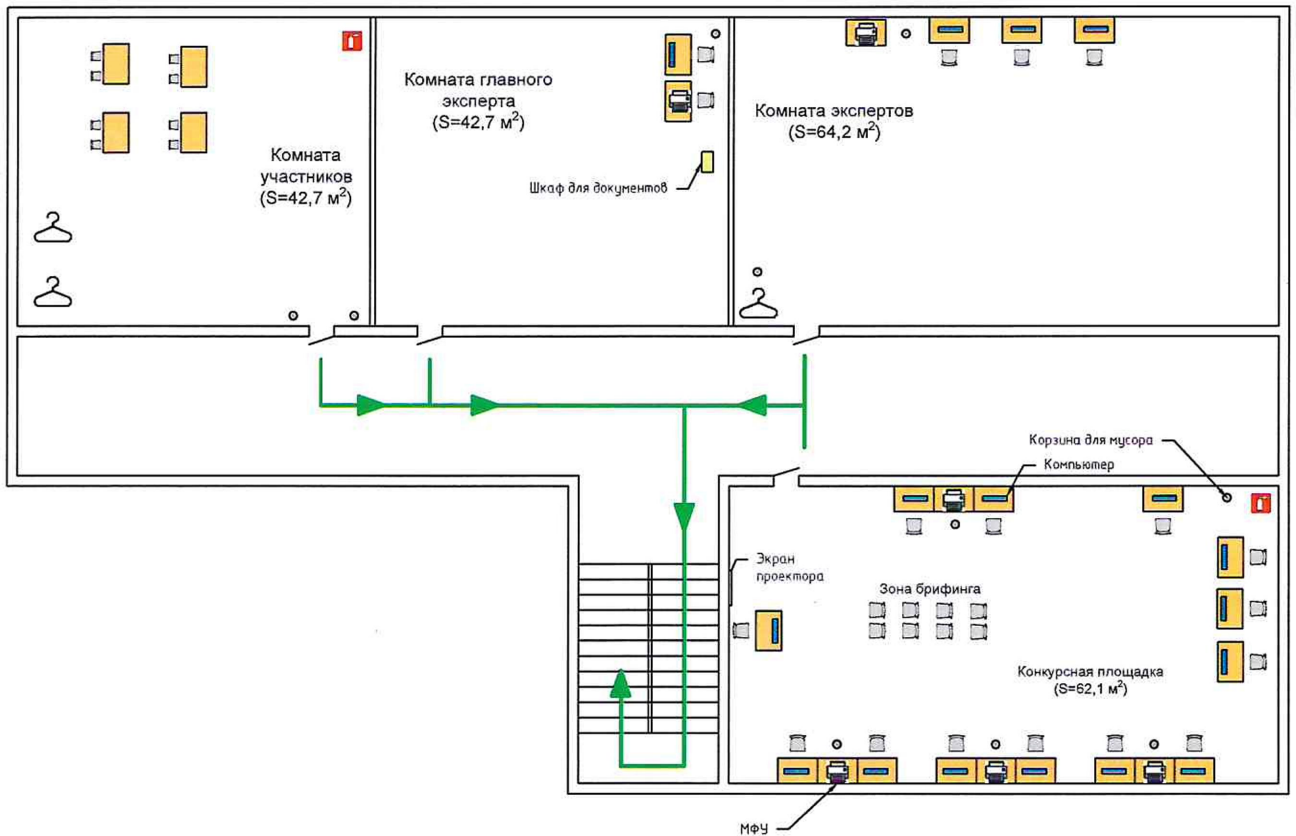 Комната
участников
(S=42,7 м²)
Комната главного
эксперта
(S=42,7 м²)
Шкаф для документов
Комната экспертов
(S=64,2 м²)
Корзина для мусора
Компьютер
Экран
проектора
Зона брифинга
Конкурсная площадка
(S=62,1 м²)
МФУ